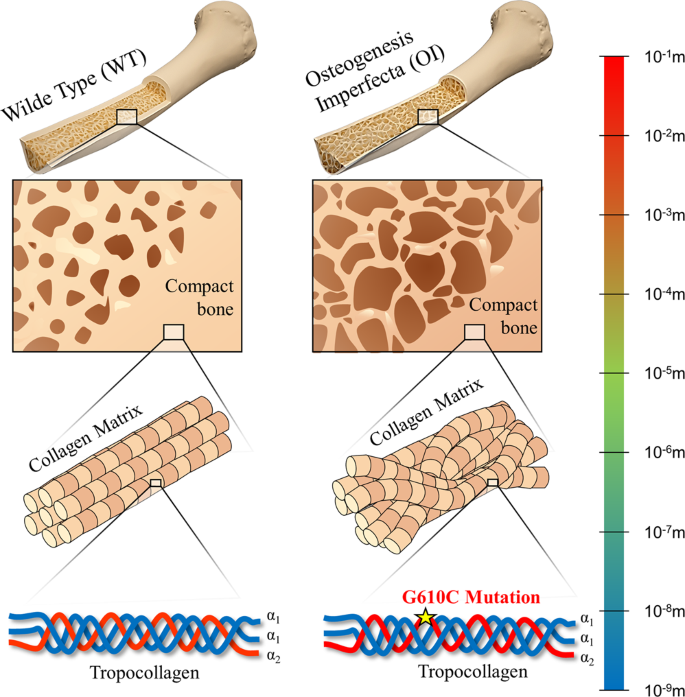 Wilde Type (WT)
Osteogenesis
Imperfecta (OI)
Compact
bone
Compact
bone
Collagen Matrix
Collagen Matrix
G610C Mutation
α₁
α₁
α₂
Tropocollagen
α₁
α₁
α₂
Tropocollagen
10⁻¹m
10⁻²m
10⁻³m
10⁻⁴m
10⁻⁵m
10⁻⁶m
10⁻⁷m
10⁻⁸m
10⁻⁹m